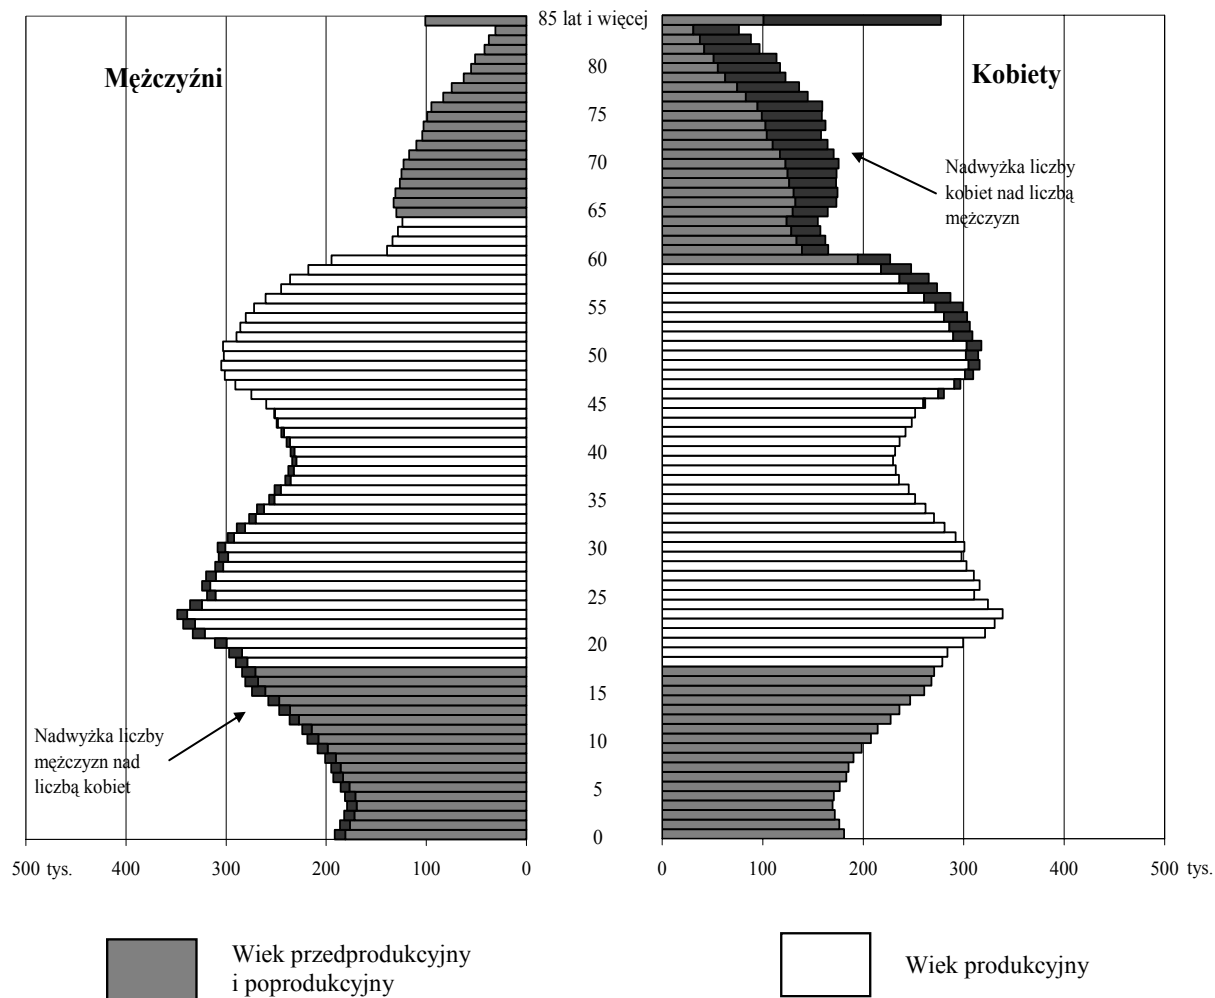 85 lat i więcej
Mężczyźni
Kobiety
80
75
70
65
60
55
50
45
40
35
30
25
20
15
10
5
0
Nadwyżka liczby
kobiet nad liczbą
mężczyzn
Nadwyżka liczby
mężczyzn nad
liczbą kobiet
500 tys. 400 300 200 100 0
0 100 200 300 400 500 tys.
Wiek przedprodukcyjny
i poprodukcyjny
Wiek produkcyjny